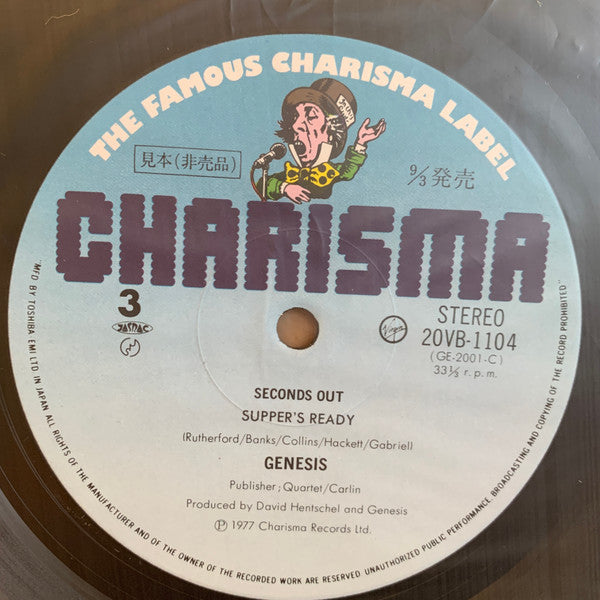 THE FAMOUS CHARISMA LABEL
見本(非売品)
9/3 発売
CHARISMA
3
JASRAC
STEREO
Virgin
20VB-1104
(GE-2001-C)
33⅓ r.p.m.
SECONDS OUT
SUPPER'S READY
(Rutherford/Banks/Collins/Hackett/Gabriel)
GENESIS
Publisher; Quartet/Carlin
Produced by David Hentschel and Genesis
Ⓟ 1977 Charisma Records Ltd.
"MFD BY TOSHIBA EMI LTD. IN JAPAN ALL RIGHTS OF THE MANUFACTURER AND OF THE OWNER OF THE RECORDED WORK ARE RESERVED. UNAUTHORIZED PUBLIC PERFORMANCE, BROADCASTING AND COPYING OF THE RECORD PROHIBITED"